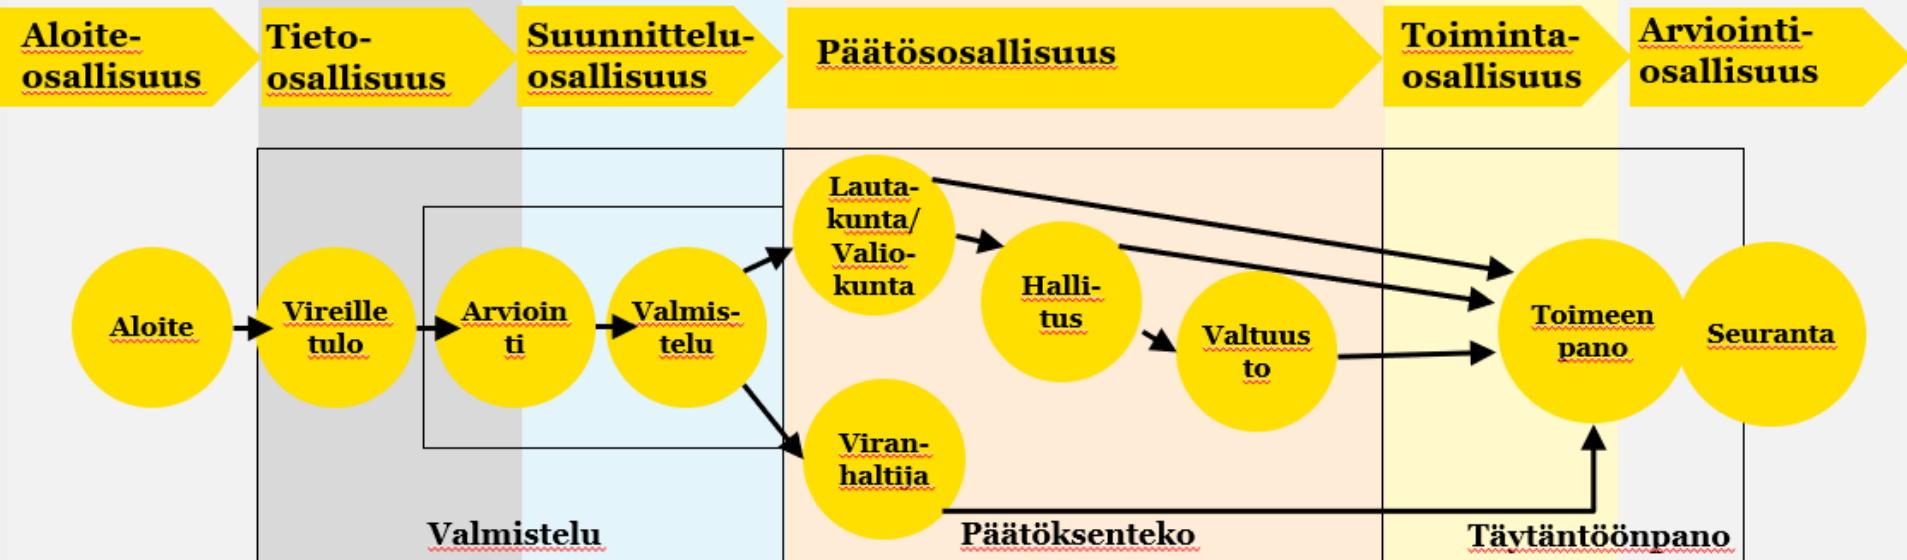 Aloite-
osallisuus
Tieto-
osallisuus
Suunnittelu-
osallisuus
Päätösosallisuus
Toiminta-
osallisuus
Arviointi-
osallisuus
Aloite
Vireille
tulo
Arvioin
ti
Valmis-
telu
Lauta-
kunta/
Valio-
kunta
Halli-
tus
Valtuus
to
Viran-
haltija
Toimeen
pano
Seuranta
Valmistelu
Päätöksenteko
Täytäntöönpano